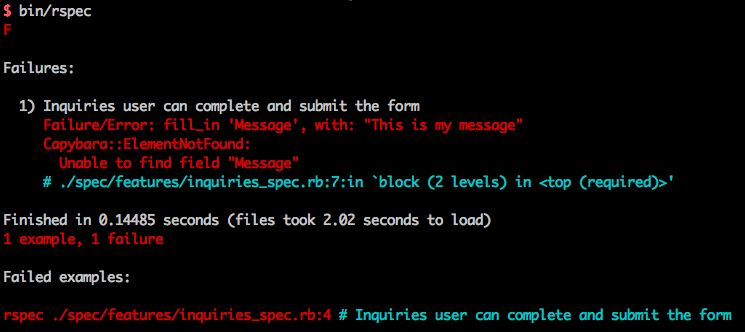 $ bin/rspec
F

Failures:

  1) Inquiries user can complete and submit the form
     Failure/Error: fill_in 'Message', with: "This is my message"
     Capybara::ElementNotFound:
       Unable to find field "Message"
     # ./spec/features/inquiries_spec.rb:7:in `block (2 levels) in <top (required)>'

Finished in 0.14485 seconds (files took 2.02 seconds to load)
1 example, 1 failure

Failed examples:

rspec ./spec/features/inquiries_spec.rb:4 # Inquiries user can complete and submit the form